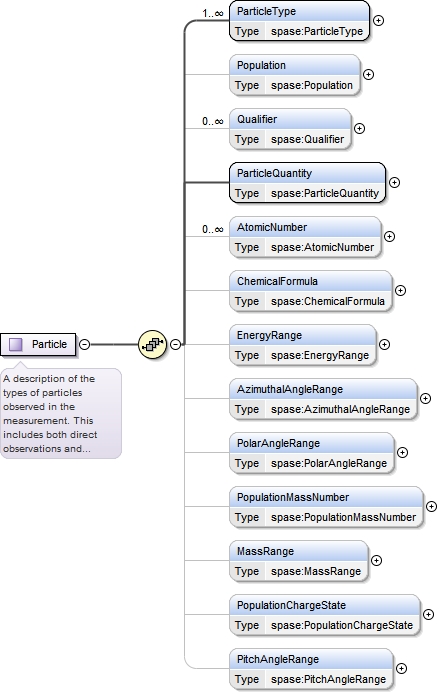 1..∞
ParticleType
Type spase:ParticleType
Population
Type spase:Population
0..∞
Qualifier
Type spase:Qualifier
ParticleQuantity
Type spase:ParticleQuantity
0..∞
AtomicNumber
Type spase:AtomicNumber
ChemicalFormula
Type spase:ChemicalFormula
EnergyRange
Type spase:EnergyRange
Particle
A description of the
types of particles
observed in the
measurement. This
includes both direct
observations and...
AzimuthalAngleRange
Type spase:AzimuthalAngleRange
PolarAngleRange
Type spase:PolarAngleRange
PopulationMassNumber
Type spase:PopulationMassNumber
MassRange
Type spase:MassRange
PopulationChargeState
Type spase:PopulationChargeState
PitchAngleRange
Type spase:PitchAngleRange